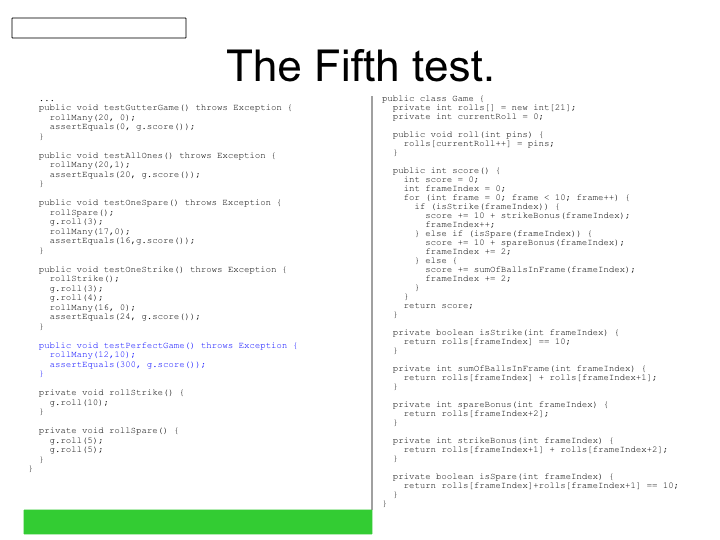 The Fifth test.
...
public void testGutterGame() throws Exception {
rollMany(20, 0);
assertEquals(0, g.score());
}
public void testAllOnes() throws Exception {
rollMany(20,1);
assertEquals(20, g.score());
}
public void testOneSpare() throws Exception {
rollSpare();
g.roll(3);
rollMany(17,0);
assertEquals(16,g.score());
}
public void testOneStrike() throws Exception {
rollStrike();
g.roll(3);
g.roll(4);
rollMany(16, 0);
assertEquals(24, g.score());
}
public void testPerfectGame() throws Exception {
rollMany(12,10);
assertEquals(300, g.score());
}
private void rollStrike() {
g.roll(10);
}
private void rollSpare() {
g.roll(5);
g.roll(5);
}
}
public class Game {
private int rolls[] = new int[21];
private int currentRoll = 0;
public void roll(int pins) {
rolls[currentRoll++] = pins;
}
public int score() {
int score = 0;
int frameIndex = 0;
for (int frame = 0; frame < 10; frame++) {
if (isStrike(frameIndex)) {
score += 10 + strikeBonus(frameIndex);
frameIndex++;
} else if (isSpare(frameIndex)) {
score += 10 + spareBonus(frameIndex);
frameIndex += 2;
} else {
score += sumOfBallsInFrame(frameIndex);
frameIndex += 2;
}
}
return score;
}
private boolean isStrike(int frameIndex) {
return rolls[frameIndex] == 10;
}
private int sumOfBallsInFrame(int frameIndex) {
return rolls[frameIndex] + rolls[frameIndex+1];
}
private int spareBonus(int frameIndex) {
return rolls[frameIndex+2];
}
private int strikeBonus(int frameIndex) {
return rolls[frameIndex+1] + rolls[frameIndex+2];
}
private boolean isSpare(int frameIndex) {
return rolls[frameIndex]+rolls[frameIndex+1] == 10;
}
}